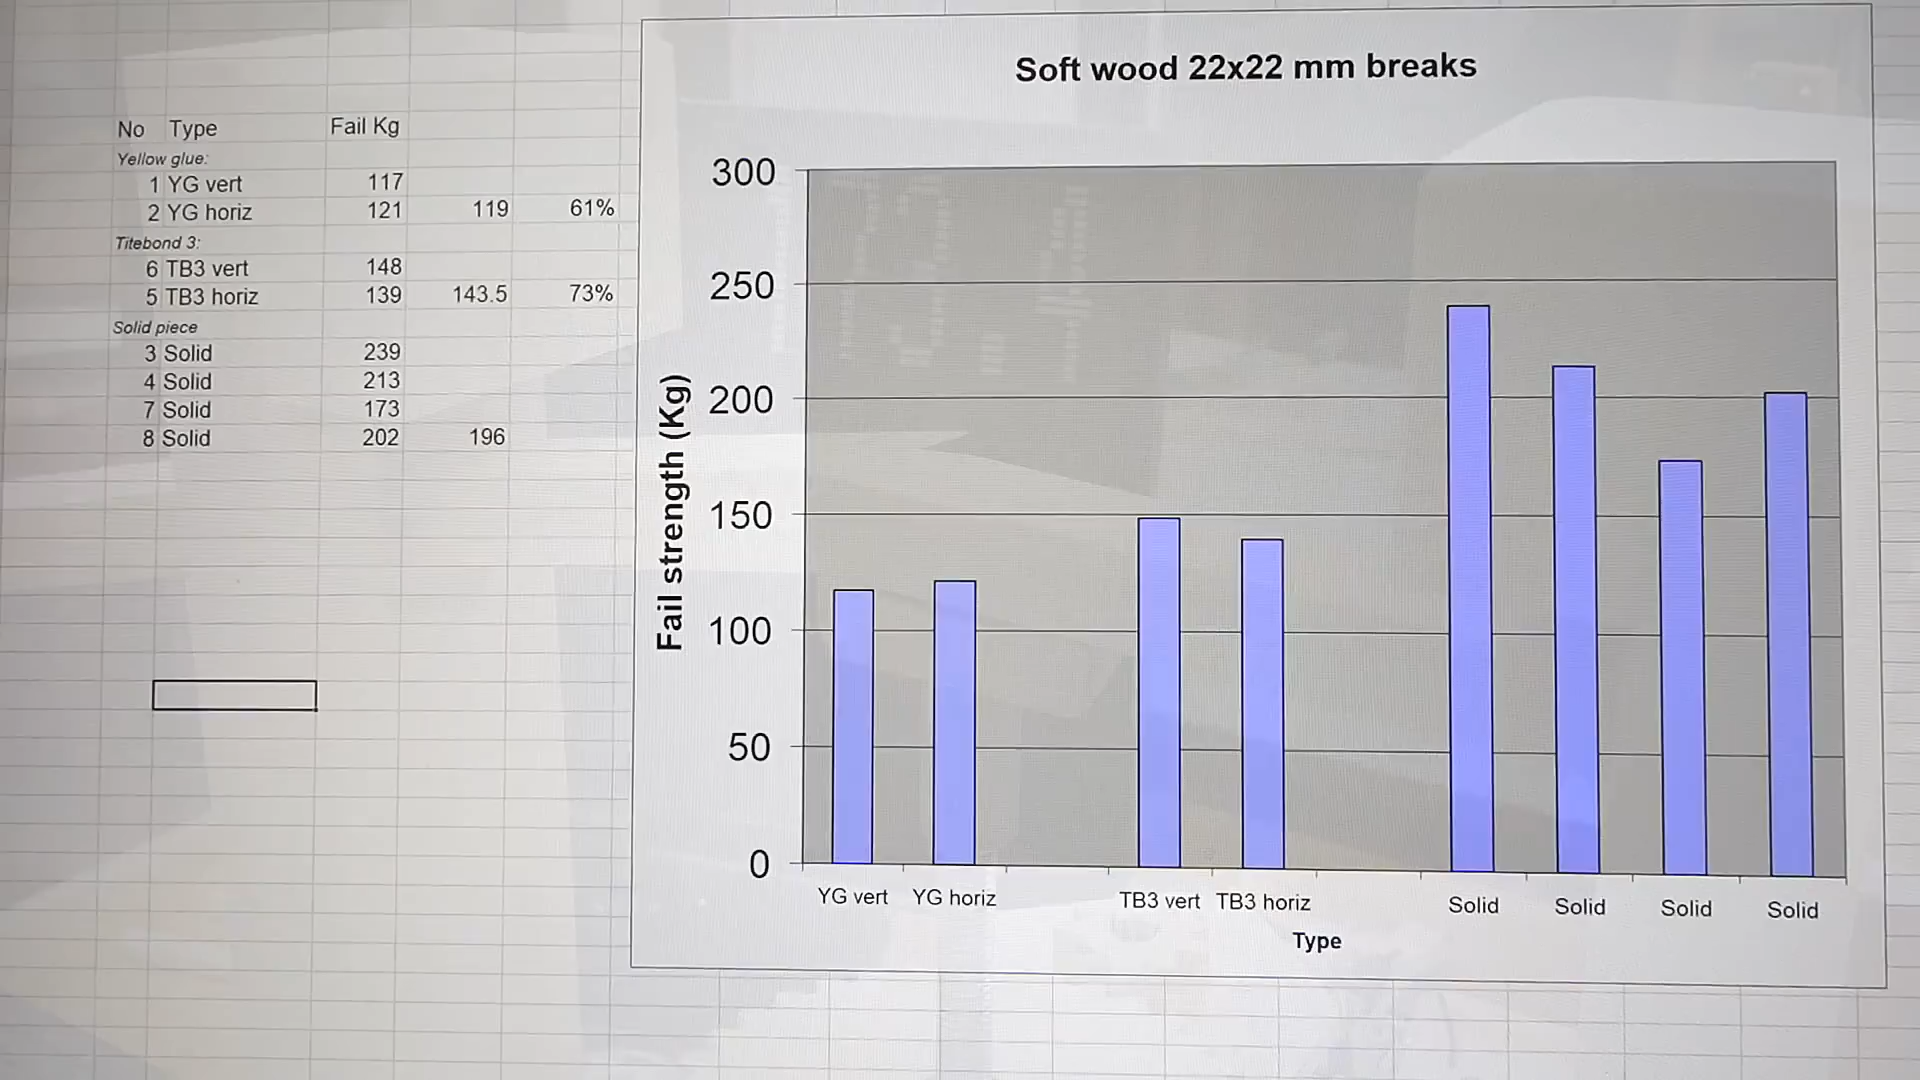 No Type Fail Kg
Yellow glue:
1 YG vert 117
2 YG horiz 121 119 61%
Titebond 3:
6 TB3 vert 148
5 TB3 horiz 139 143.5 73%
Solid piece
3 Solid 239
4 Solid 213
7 Solid 173
8 Solid 202 196
Soft wood 22x22 mm breaks
Fail strength (Kg)
300
250
200
150
100
50
0
YG vert YG horiz TB3 vert TB3 horiz Solid Solid Solid Solid
Type